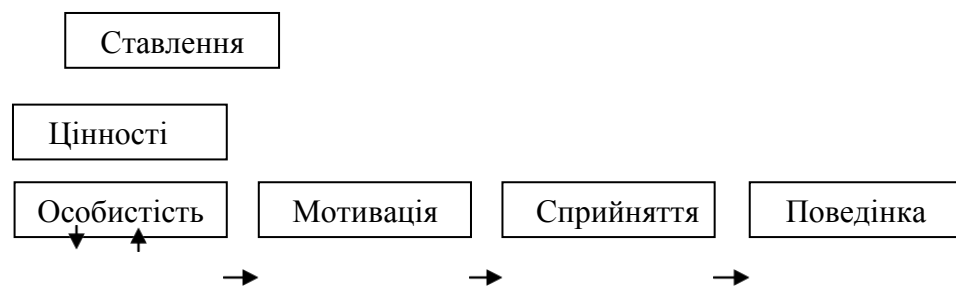 Ставлення
Цінності
Особистість Мотивація Сприйняття Поведінка